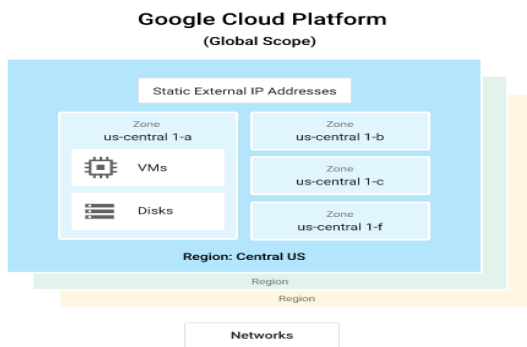 Google Cloud Platform
(Global Scope)
Static External IP Addresses
Zone
us-central 1-a
VMs
Disks
Zone
us-central 1-b
Zone
us-central 1-c
Zone
us-central 1-f
Region: Central US
Region
Region
Networks